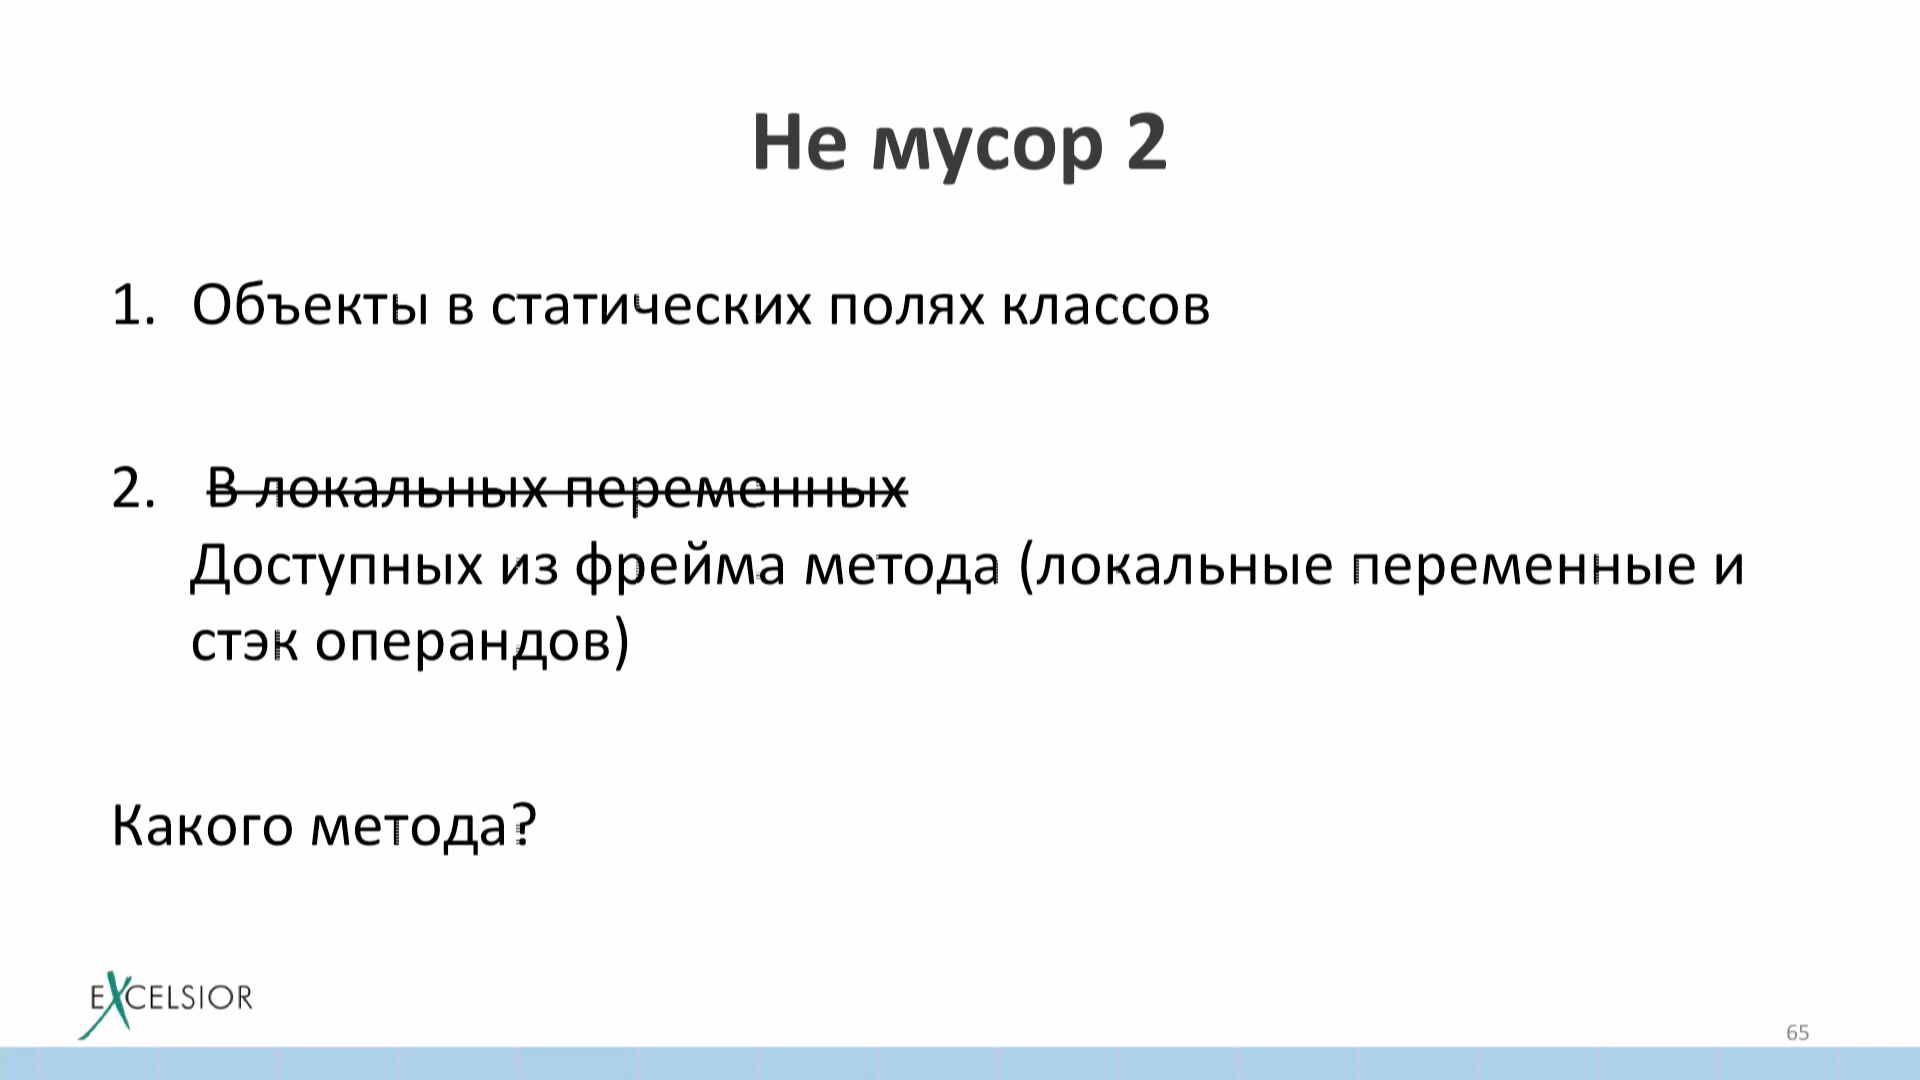 Не мусор 2
1. Объекты в статических полях классов
2. В локальных переменных
Доступных из фрейма метода (локальные переменные и
стэк операндов)
Какого метода?
EXCELSIOR
65